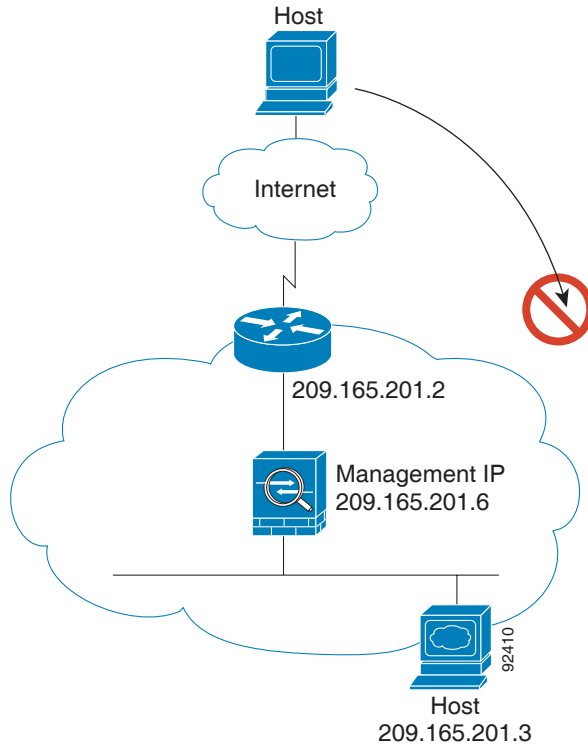 Host
Internet
209.165.201.2
Management IP
209.165.201.6
92410
Host
209.165.201.3